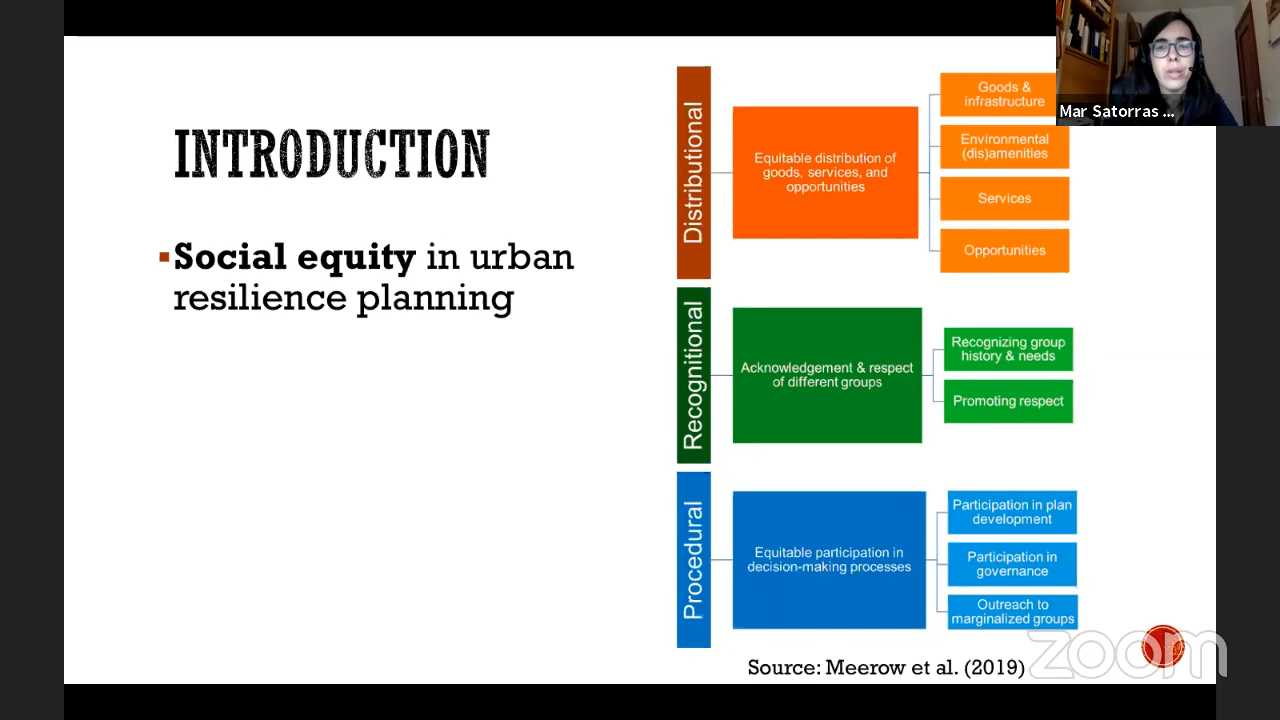 INTRODUCTION
▪Social equity in urban
resilience planning
Distributional
Equitable distribution of
goods, services, and
opportunities
Goods &
infrastructure
Environmental
(dis)amenities
Services
Opportunities
Recognitional
Acknowledgement & respect
of different groups
Recognizing group
history & needs
Promoting respect
Procedural
Equitable participation in
decision-making processes
Participation in plan
development
Participation in
governance
Outreach to
marginalized groups
Source: Meerow et al. (2019)
Mar Satorras ...
zoom